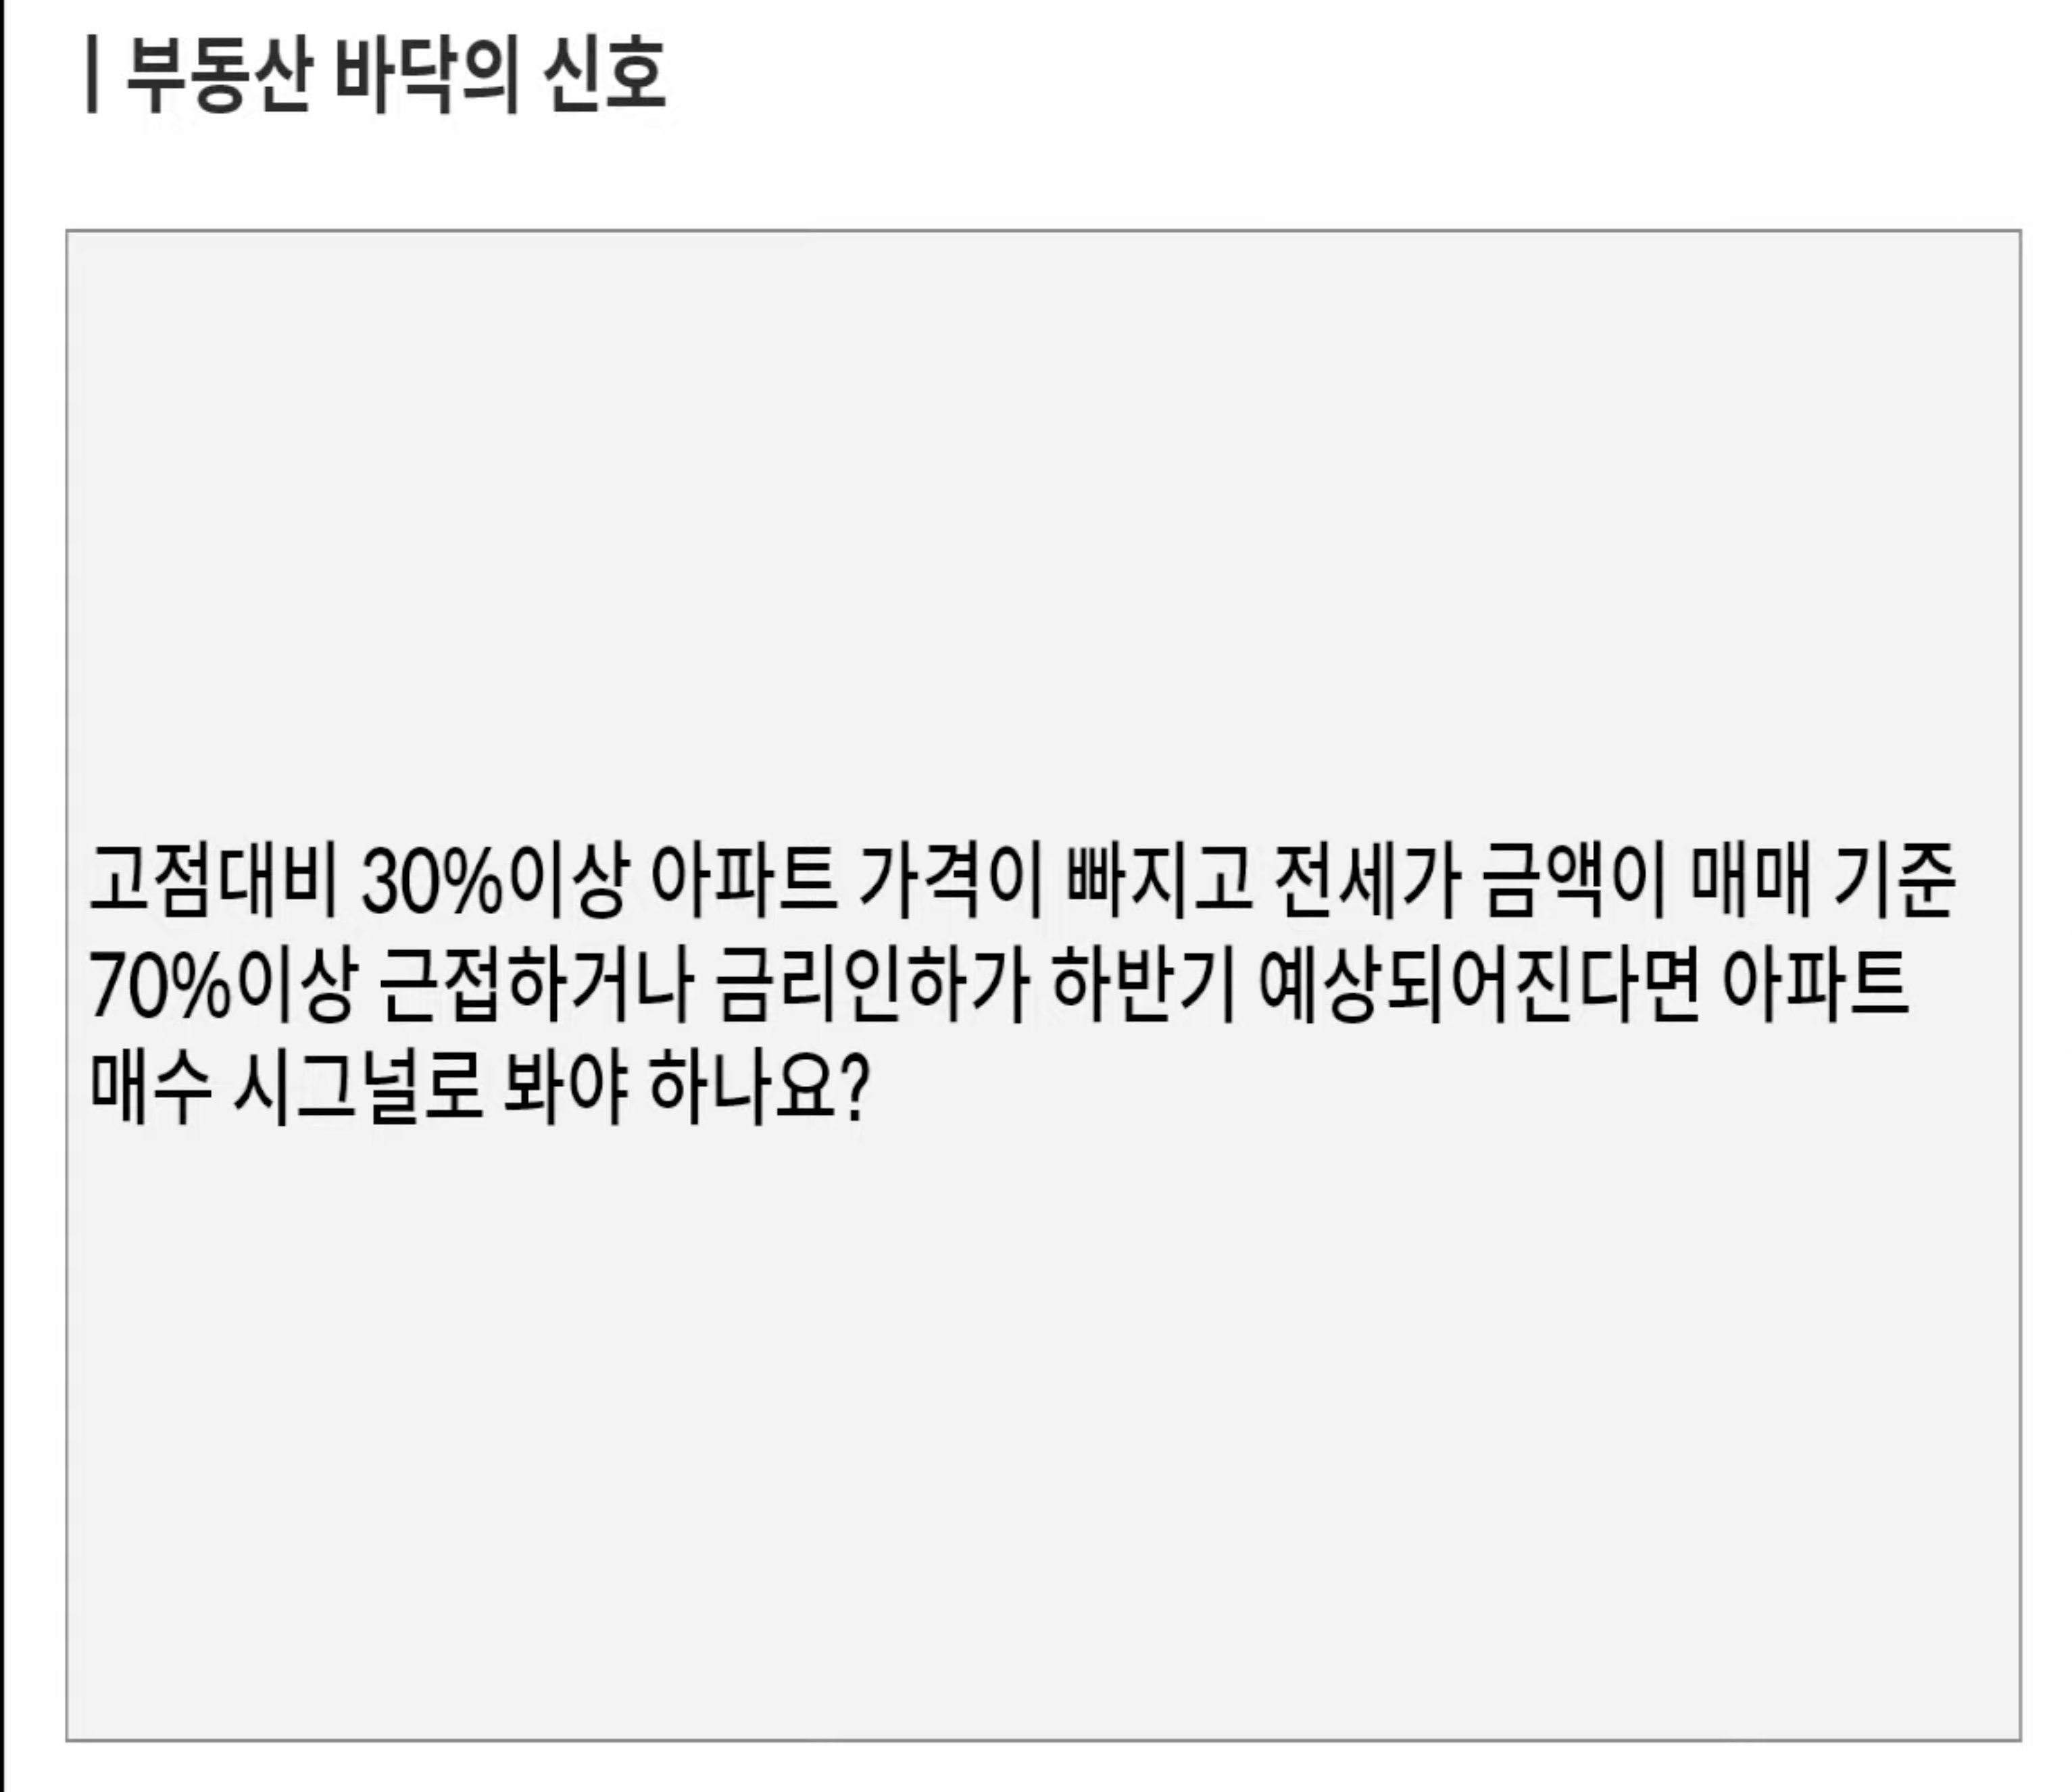 | 부동산 바닥의 신호
고점대비 30%이상 아파트 가격이 빠지고 전세가 금액이 매매 기준
70%이상 근접하거나 금리인하가 하반기 예상되어진다면 아파트
매수 시그널로 봐야 하나요?